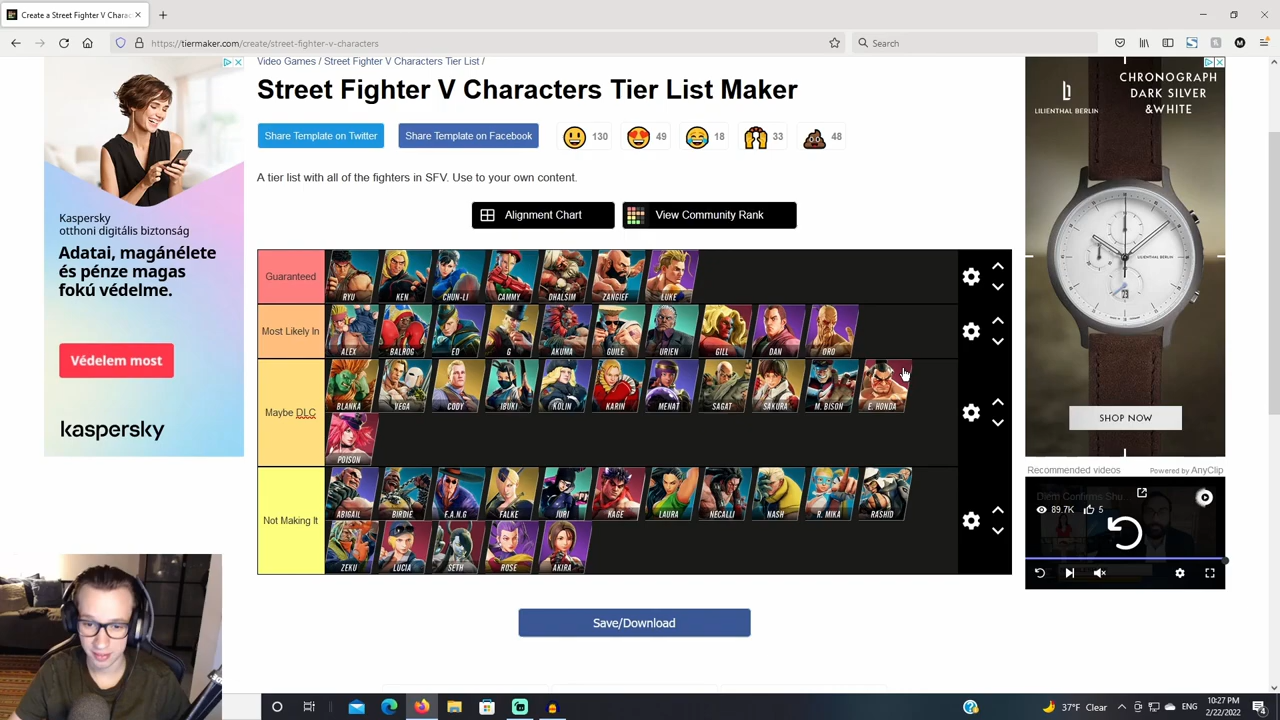 Create a Street Fighter V Charac
https://tiermaker.com/create/street-fighter-v-characters
Search
Video Games / Street Fighter V Characters Tier List /
Street Fighter V Characters Tier List Maker
Share Template on Twitter
Share Template on Facebook
130
49
18
33
48
A tier list with all of the fighters in SFV. Use to your own content.
Alignment Chart
View Community Rank
Guaranteed
RYU
KEN
CHUN-LI
CAMMY
DHALSIM
ZANGIEF
LUKE
Most Likely In
ALEX
BALROG
ED
G
AKUMA
GUILE
URIEN
GILL
DAN
ORO
Maybe DLC
BLANKA
VEGA
CODY
IBUKI
KOLIN
KARIN
MENAT
SAGAT
SAKURA
M. BISON
E. HONDA
POISON
Not Making It
ABIGAIL
BIRDIE
F.A.N.G
FALKE
JURI
KAGE
LAURA
NECALLI
NASH
R. MIKA
RASHID
ZEKU
LUCIA
SETH
ROSE
AKIRA
Save/Download
Kaspersky
otthoni digitális biztonság
Adatai, magánélete
és pénze magas
fokú védelme.
Védelem most
kaspersky
LILIENTHAL BERLIN
CHRONOGRAPH
DARK SILVER
&WHITE
LILIENTHAL BERLIN
SHOP NOW
Recommended videos
Powered by AnyClip
Diem Confirms Shu
89.7K
5
37°F Clear
ENG
10:27 PM
2/22/2022